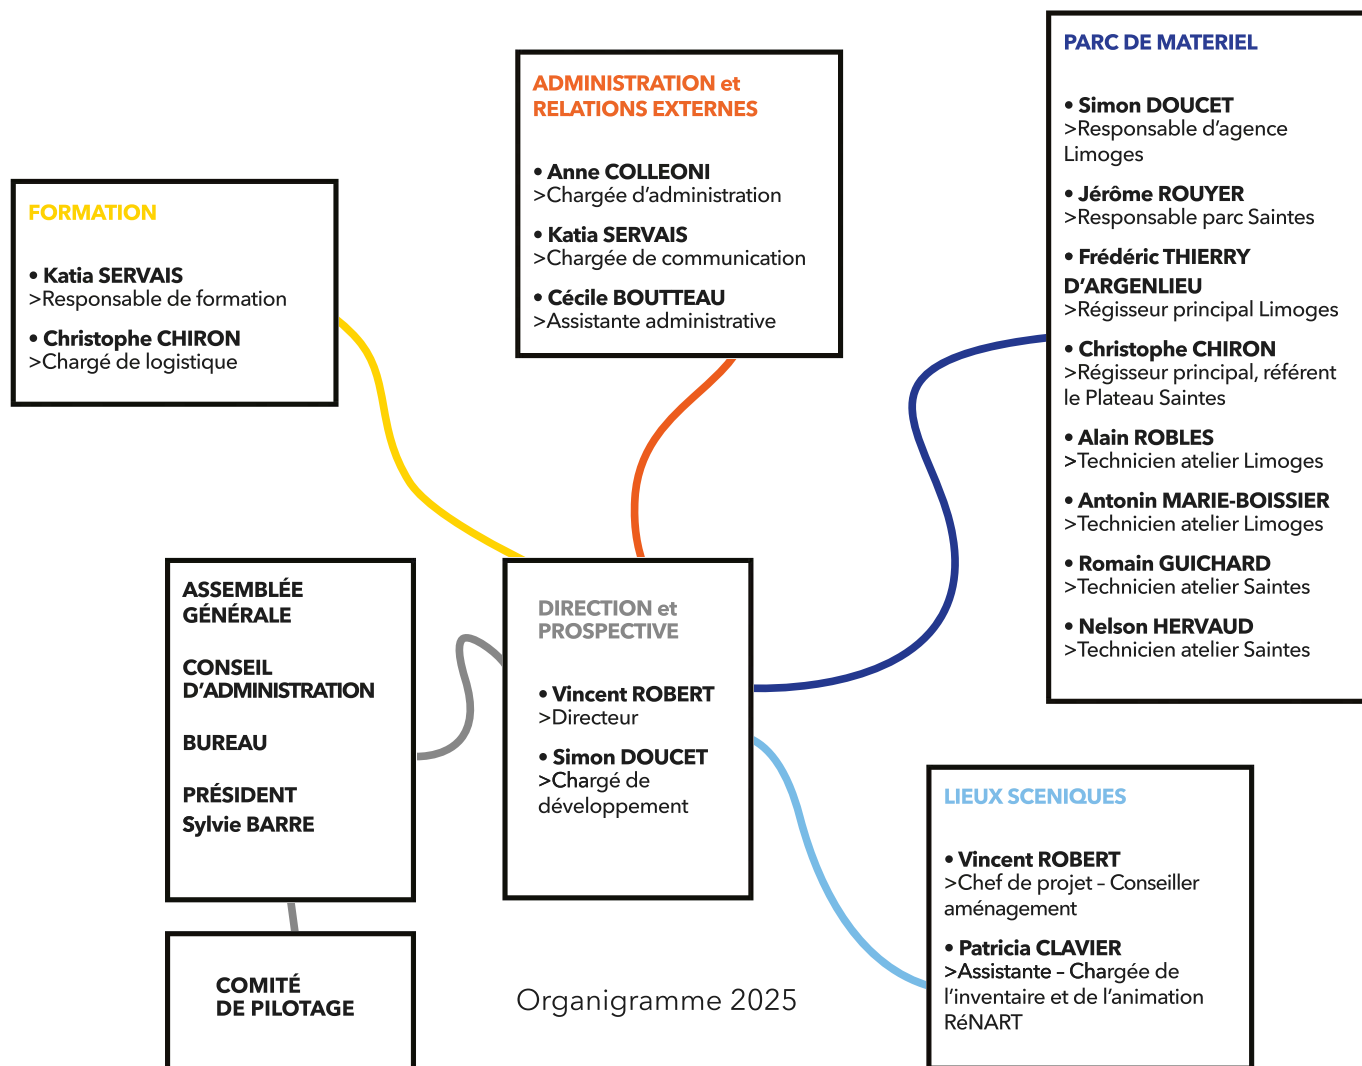 FORMATION
• Katia SERVAIS
>Responsable de formation
• Christophe CHIRON
>Chargé de logistique
ADMINISTRATION et
RELATIONS EXTERNES
• Anne COLLEONI
>Chargée d'administration
• Katia SERVAIS
>Chargée de communication
• Cécile BOUTTEAU
>Assistante administrative
PARC DE MATERIEL
• Simon DOUCET
>Responsable d'agence
Limoges
• Jérôme ROUYER
>Responsable parc Saintes
• Frédéric THIERRY
D'ARGENLIEU
>Régisseur principal Limoges
• Christophe CHIRON
>Régisseur principal, référent
le Plateau Saintes
• Alain ROBLES
>Technicien atelier Limoges
• Antonin MARIE-BOISSIER
>Technicien atelier Limoges
• Romain GUICHARD
>Technicien atelier Saintes
• Nelson HERVAUD
>Technicien atelier Saintes
ASSEMBLÉE
GÉNÉRALE
CONSEIL
D'ADMINISTRATION
BUREAU
PRÉSIDENT
Sylvie BARRE
DIRECTION et
PROSPECTIVE
• Vincent ROBERT
>Directeur
• Simon DOUCET
>Chargé de
développement
LIEUX SCENIQUES
• Vincent ROBERT
>Chef de projet – Conseiller
aménagement
• Patricia CLAVIER
>Assistante – Chargée de
l'inventaire et de l'animation
RéNART
COMITÉ
DE PILOTAGE
Organigramme 2025